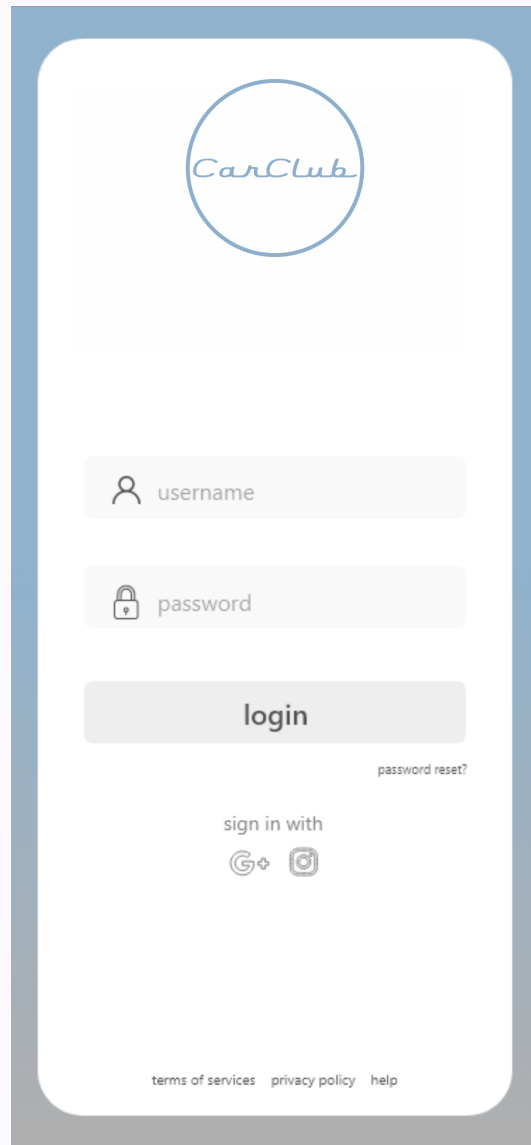 CarClub
username
password
login
password reset?
sign in with
G+
terms of services privacy policy help